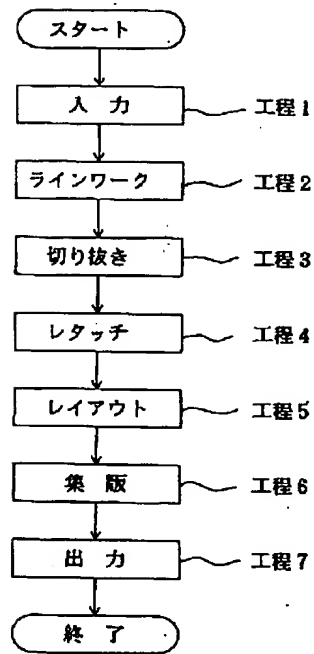 スタート
入力 工程1
ラインワーク 工程2
切り抜き 工程3
レタッチ 工程4
レイアウト 工程5
集版 工程6
出力 工程7
終了